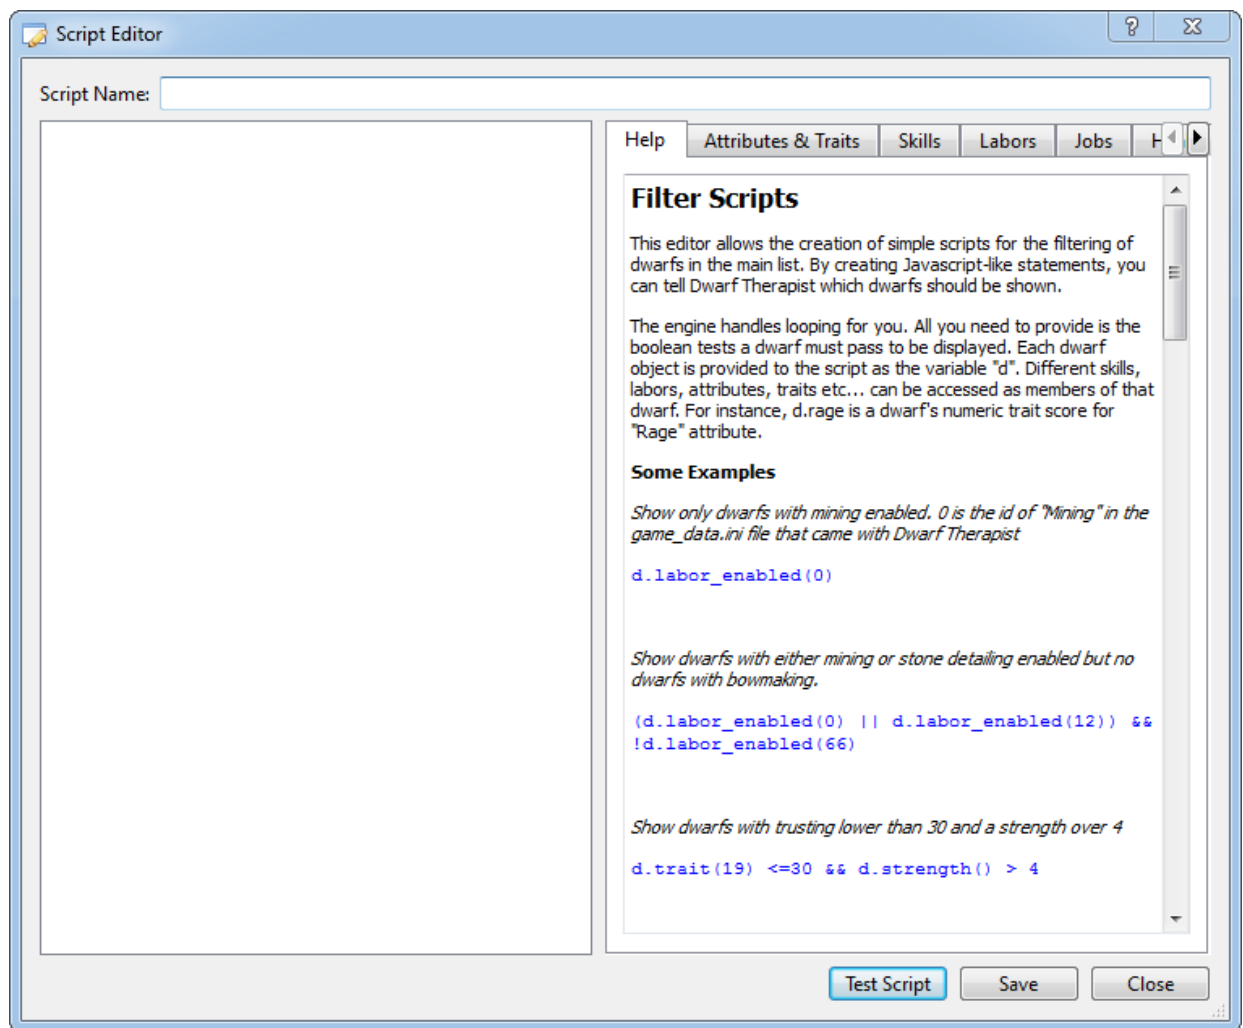 Script Editor
Script Name:
Help Attributes & Traits Skills Labors Jobs
Filter Scripts
This editor allows the creation of simple scripts for the filtering of
dwarfs in the main list. By creating Javascript-like statements, you
can tell Dwarf Therapist which dwarfs should be shown.
The engine handles looping for you. All you need to provide is the
boolean tests a dwarf must pass to be displayed. Each dwarf
object is provided to the script as the variable "d". Different skills,
labors, attributes, traits etc... can be accessed as members of that
dwarf. For instance, d.rage is a dwarf's numeric trait score for
"Rage" attribute.
Some Examples
Show only dwarfs with mining enabled. 0 is the id of "Mining" in the
game_data.ini file that came with Dwarf Therapist
d.labor_enabled(0)
Show dwarfs with either mining or stone detailing enabled but no
dwarfs with bowmaking.
(d.labor_enabled(0) || d.labor_enabled(12)) &&
!d.labor_enabled(66)
Show dwarfs with trusting lower than 30 and a strength over 4
d.trait(19) <=30 && d.strength() > 4
Test Script Save Close